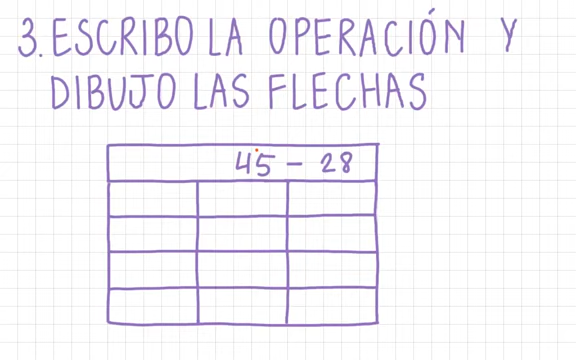 3. ESCRIBO LA OPERACIÓN Y
DIBUJO LAS FLECHAS
45 - 28